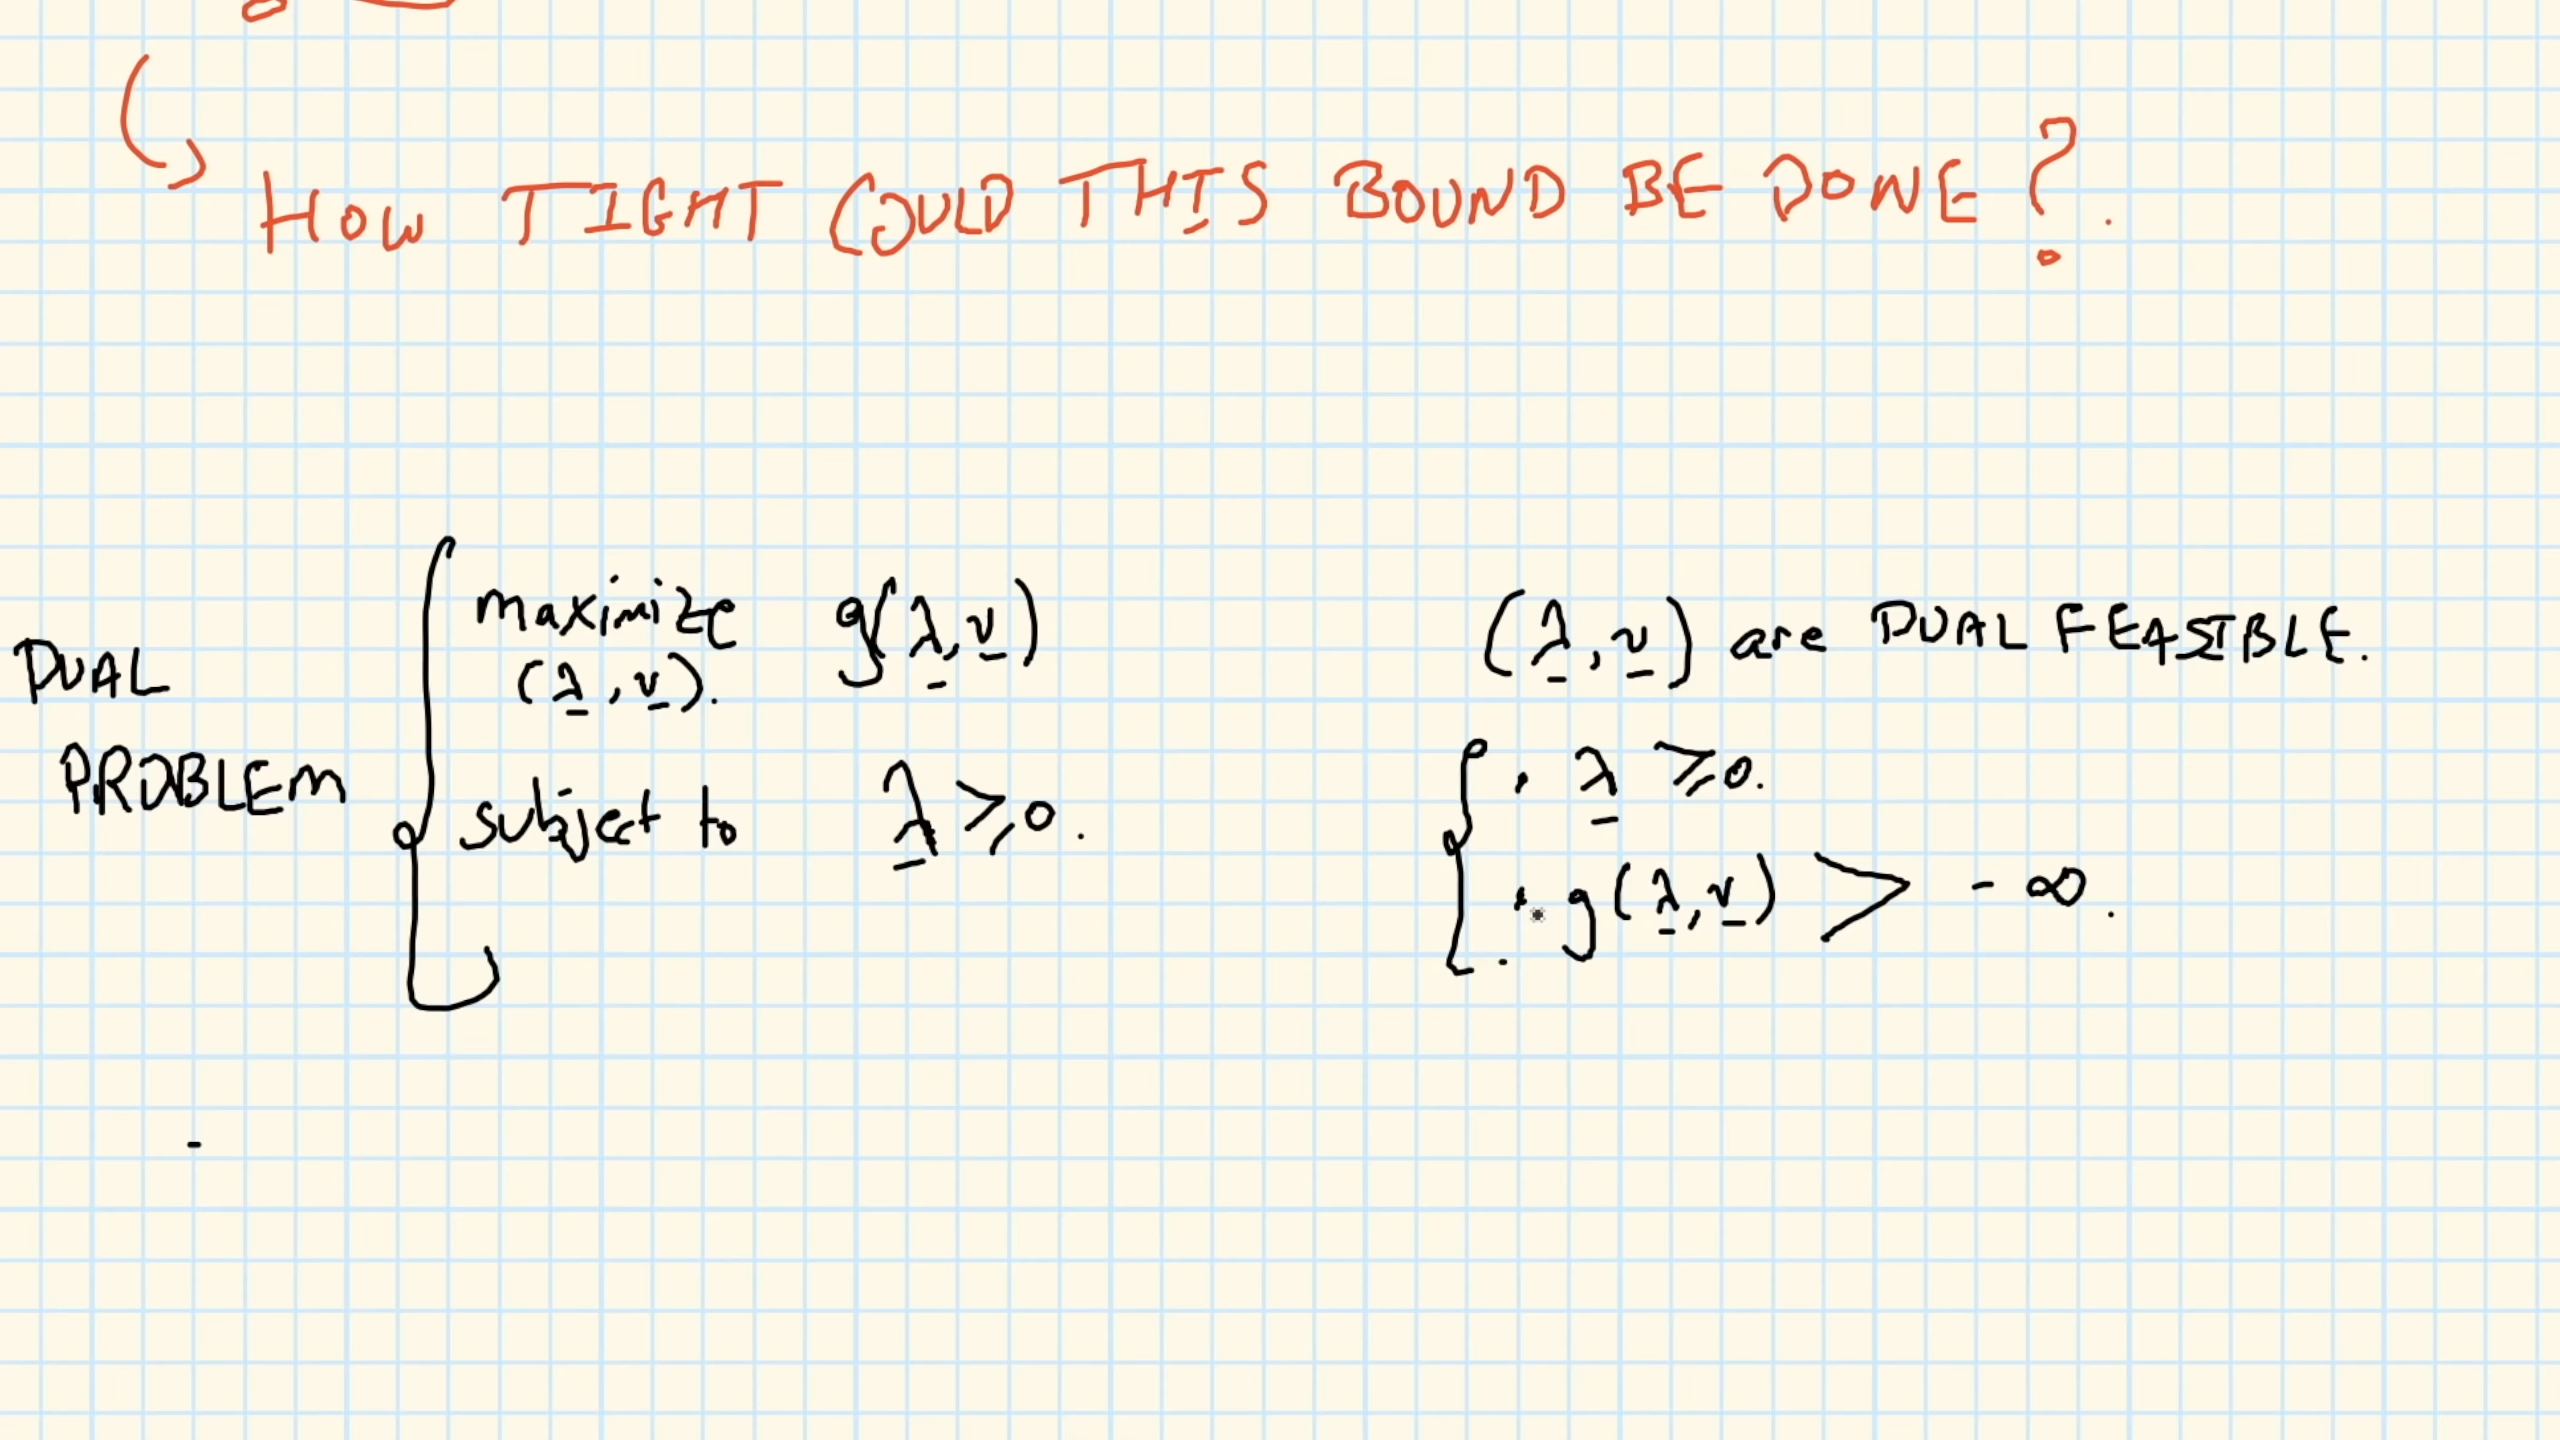 HOW TIGHT COULD THIS BOUND BE DONE ?.
DUAL PROBLEM
maximize g(λ, ν)
(λ, ν).
subject to λ ⩾ 0.
(λ, ν) are DUAL FEASIBLE.
· λ ⩾ 0.
· g(λ, ν) > - ∞.